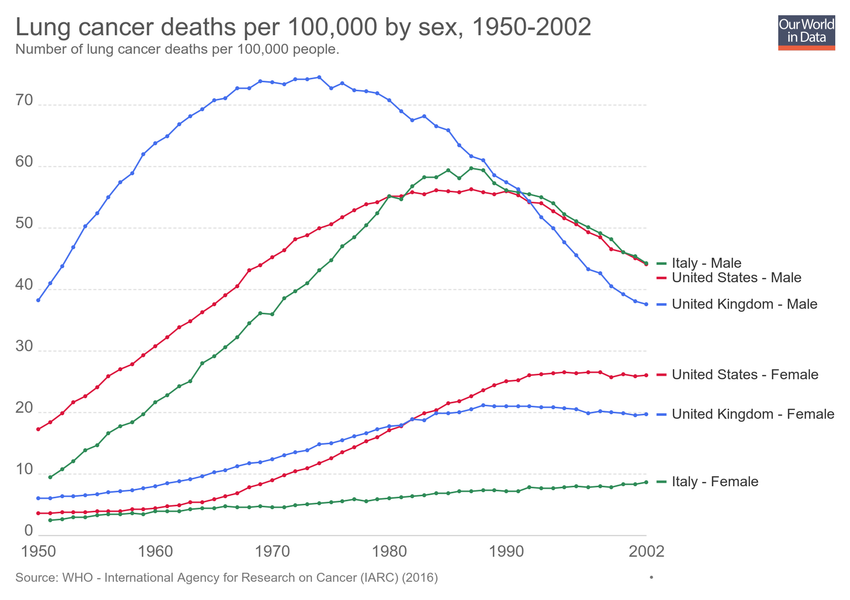 Lung cancer deaths per 100,000 by sex, 1950-2002
Number of lung cancer deaths per 100,000 people.
Our World
in Data
70
60
50
40
30
20
10
0
Italy - Male
United States - Male
United Kingdom - Male
United States - Female
United Kingdom - Female
Italy - Female
1950
1960
1970
1980
1990
2002
Source: WHO - International Agency for Research on Cancer (IARC) (2016)